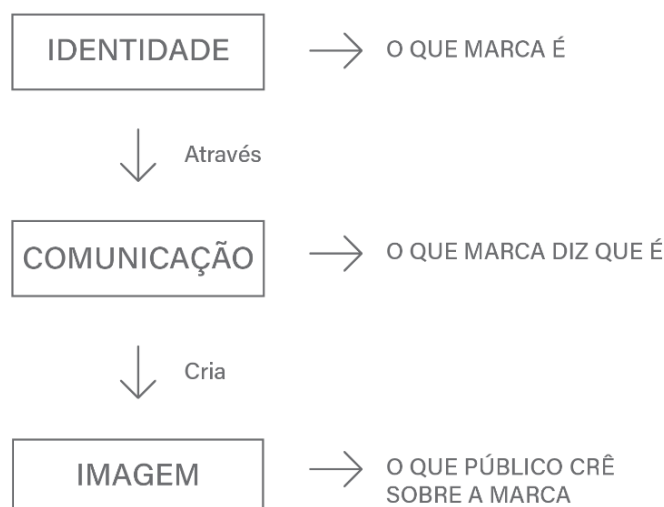 IDENTIDADE
O QUE MARCA É
Através
COMUNICAÇÃO
O QUE MARCA DIZ QUE É
Cria
IMAGEM
O QUE PÚBLICO CRÊ
SOBRE A MARCA